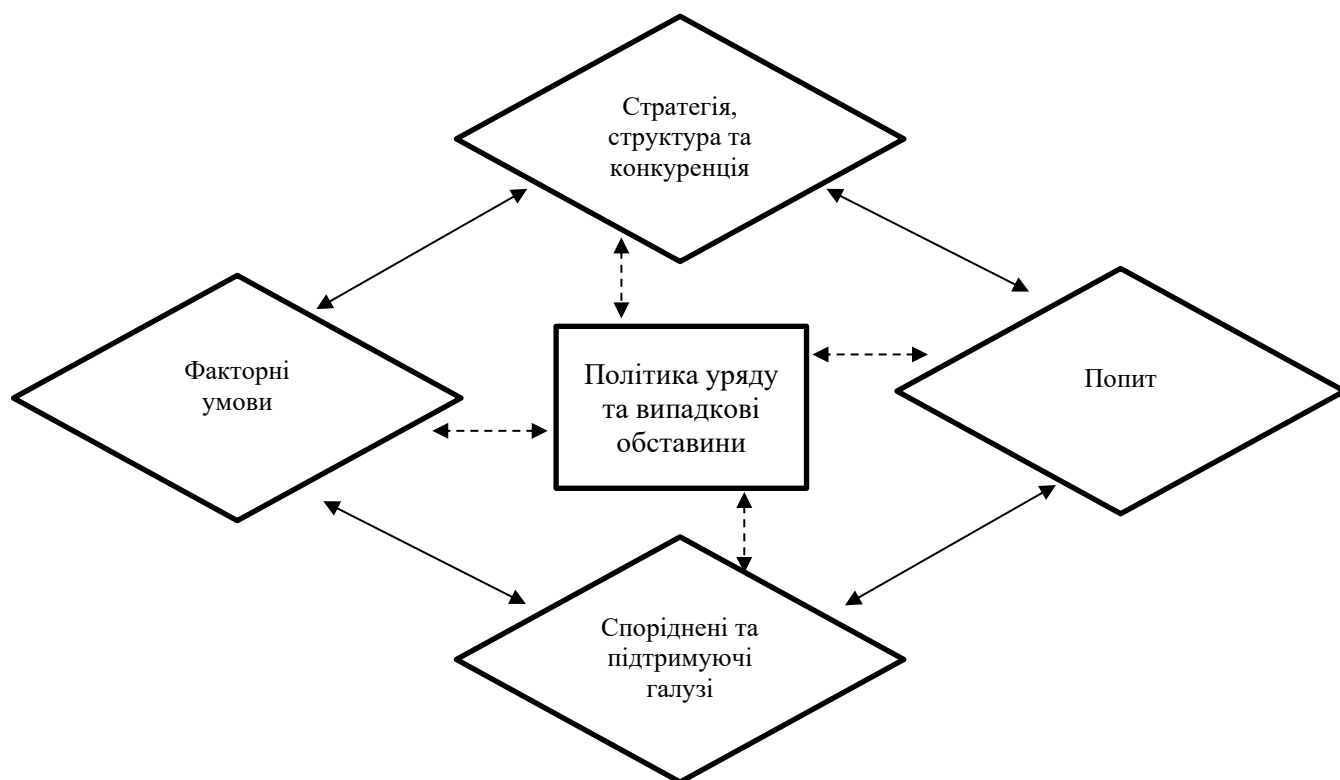 Стратегія,
структура та
конкуренція
Факторні
умови
Політика уряду
та випадкові
обставини
Попит
Споріднені та
підтримуючі
галузі